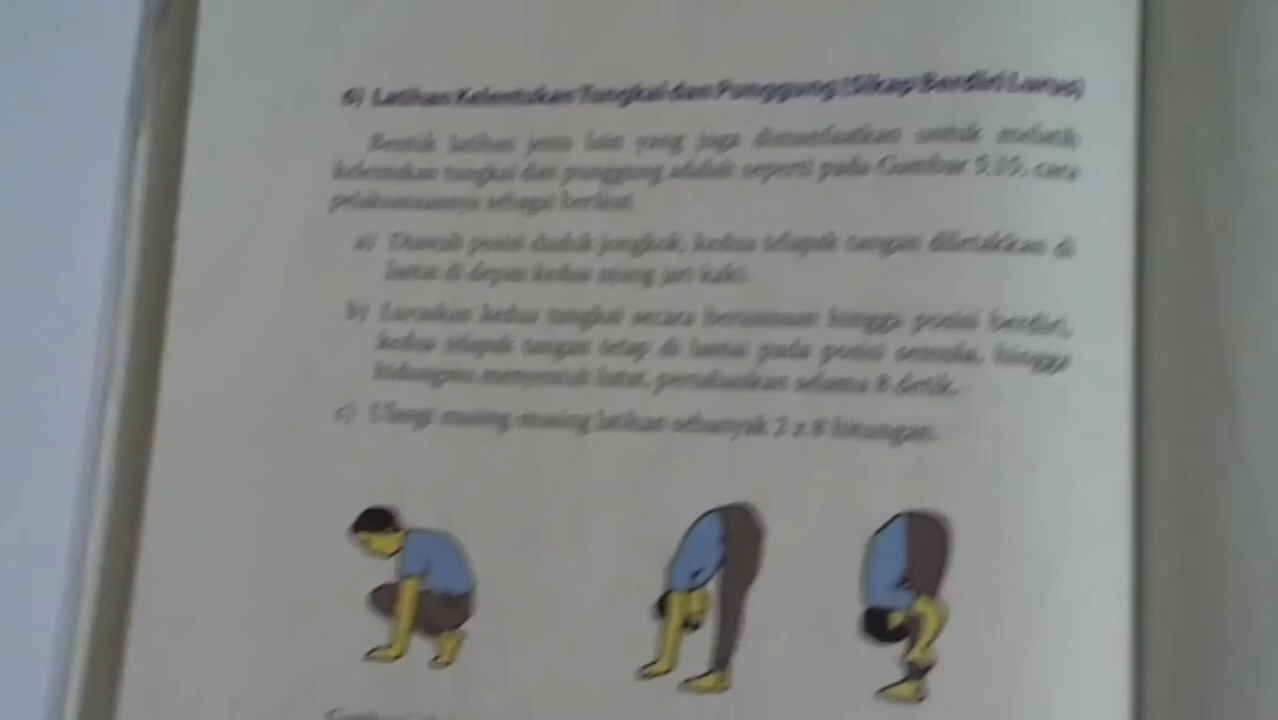 6) Latihan Kelentukan Tungkai dan Punggung (Sikap Berdiri Lurus)
Bentuk latihan jenis lain yang juga dimanfaatkan untuk melatih
kelentukan tungkai dan punggung adalah seperti pada Gambar 5.15, cara
pelaksanaannya sebagai berikut.
a) Diawali posisi duduk jongkok, kedua telapak tangan diletakkan di
lantai di depan kedua ujung jari kaki.
b) Luruskan kedua tungkai secara bersamaan hingga posisi berdiri,
kedua telapak tangan tetap di lantai pada posisi semula, hingga
hidungmu menyentuh lutut, pertahankan selama 8 detik.
c) Ulangi masing-masing latihan sebanyak 2 x 8 hitungan.